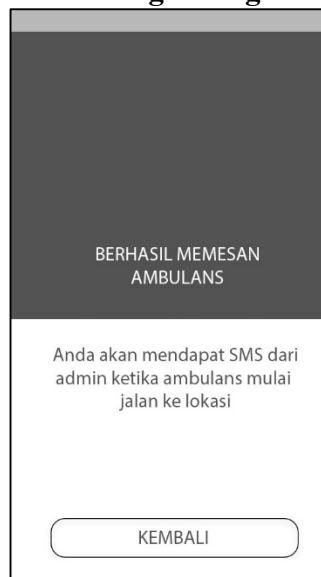 BERHASIL MEMESAN
AMBULANS
Anda akan mendapat SMS dari
admin ketika ambulans mulai
jalan ke lokasi
KEMBALI